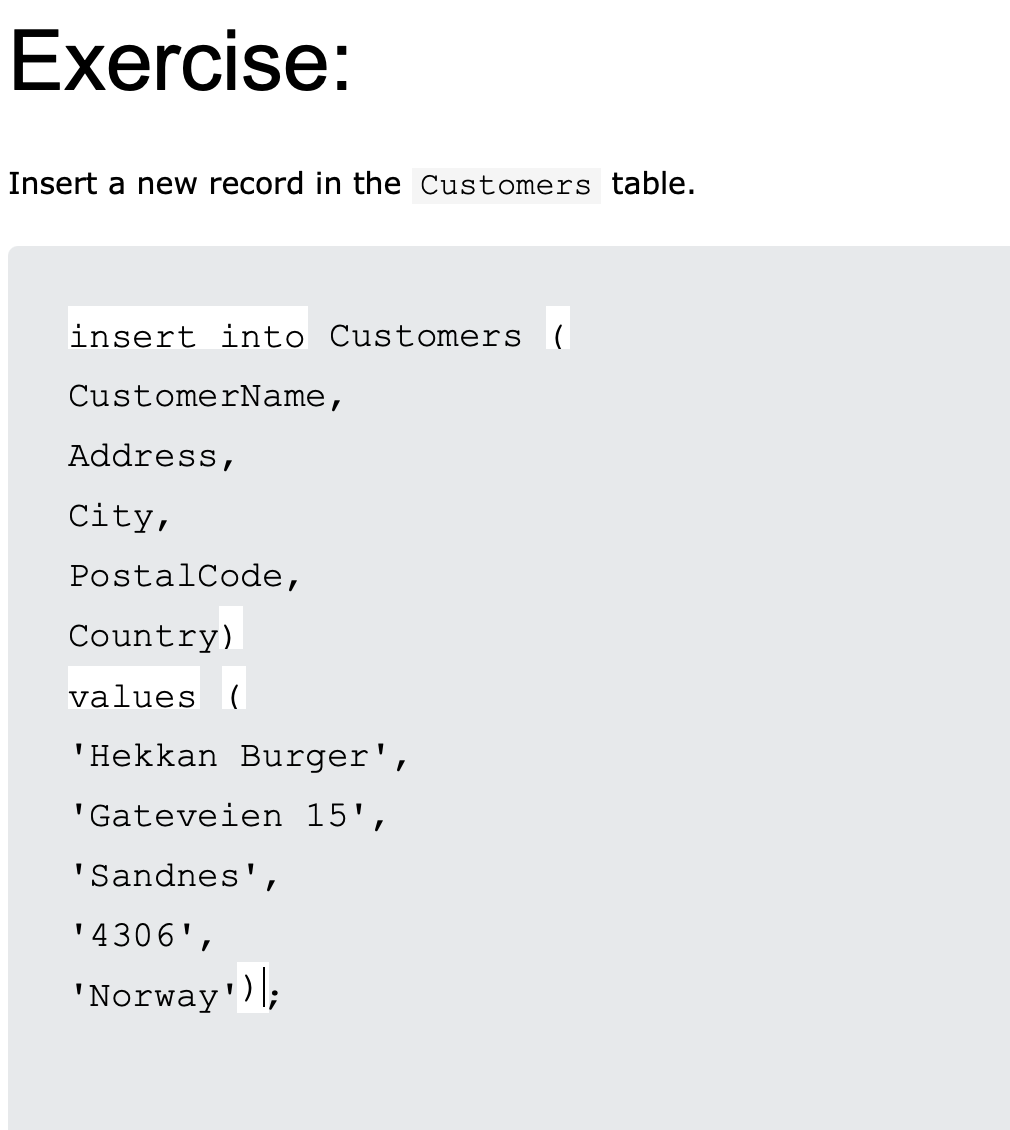 Exercise:
Insert a new record in the Customers table.
insert into Customers (
CustomerName,
Address,
City,
PostalCode,
Country)
values (
'Hekkan Burger',
'Gateveien 15',
'Sandnes',
'4306',
'Norway');